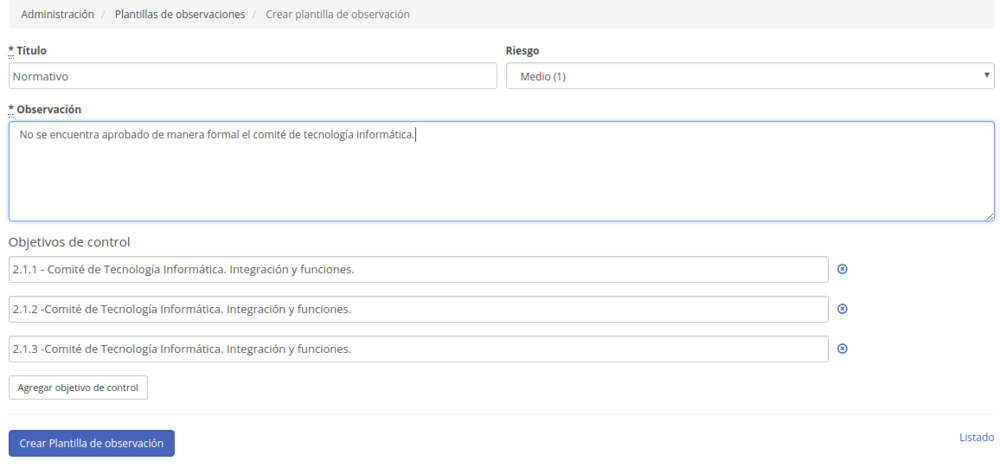 Administración / Plantillas de observaciones / Crear plantilla de observación
* Título
Riesgo
Normativo
Medio (1)
* Observación
No se encuentra aprobado de manera formal el comité de tecnología informática.
Objetivos de control
2.1.1 - Comité de Tecnología Informática. Integración y funciones.
2.1.2 -Comité de Tecnología Informática. Integración y funciones.
2.1.3 -Comité de Tecnología Informática. Integración y funciones.
Agregar objetivo de control
Crear Plantilla de observación
Listado